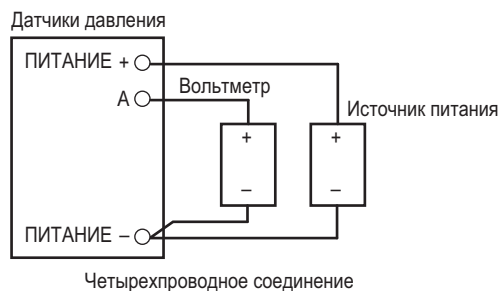 Датчики давления
ПИТАНИЕ +
А
Вольтметр
Источник питания
+
+
–
–
ПИТАНИЕ –
Четырехпроводное соединение